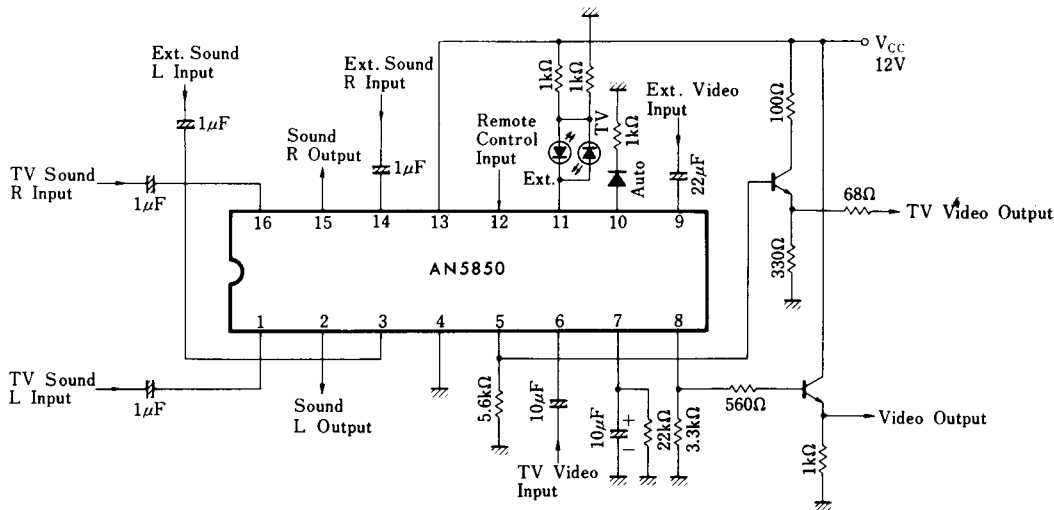 Ext. Sound
L Input
1μF
TV Sound
R Input
1μF
Sound
R Output
Ext. Sound
R Input
1μF
Remote
Control
Input
1kΩ
1kΩ
TV
Ext.
1kΩ
Auto
Ext. Video
Input
22μF
VCC
12V
100Ω
68Ω
TV Video Output
330Ω
16 15 14 13 12 11 10 9
AN5850
1 2 3 4 5 6 7 8
TV Sound
L Input
1μF
Sound
L Output
5.6kΩ
10μF
TV Video
Input
10μF
+
−
22kΩ
3.3kΩ
560Ω
Video Output
1kΩ